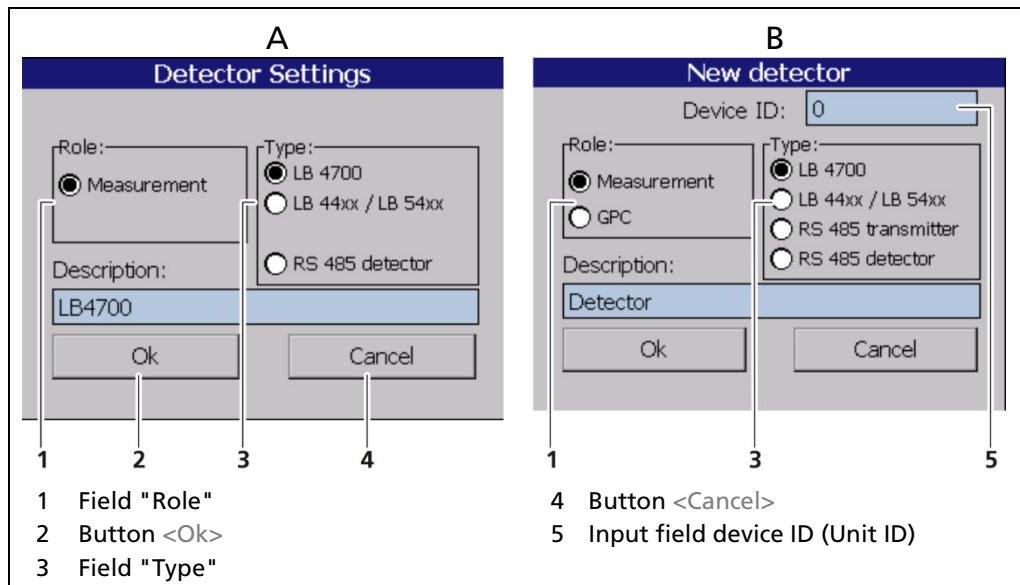 A
Detector Settings
Role:
Measurement
Type:
LB 4700
LB 44xx / LB 54xx
RS 485 detector
Description:
LB4700
Ok
Cancel
1
2
3
4
B
New detector
Device ID:
0
Role:
Measurement
GPC
Type:
LB 4700
LB 44xx / LB 54xx
RS 485 transmitter
RS 485 detector
Description:
Detector
Ok
Cancel
1
3
5
1 Field "Role"
2 Button <Ok>
3 Field "Type"
4 Button <Cancel>
5 Input field device ID (Unit ID)